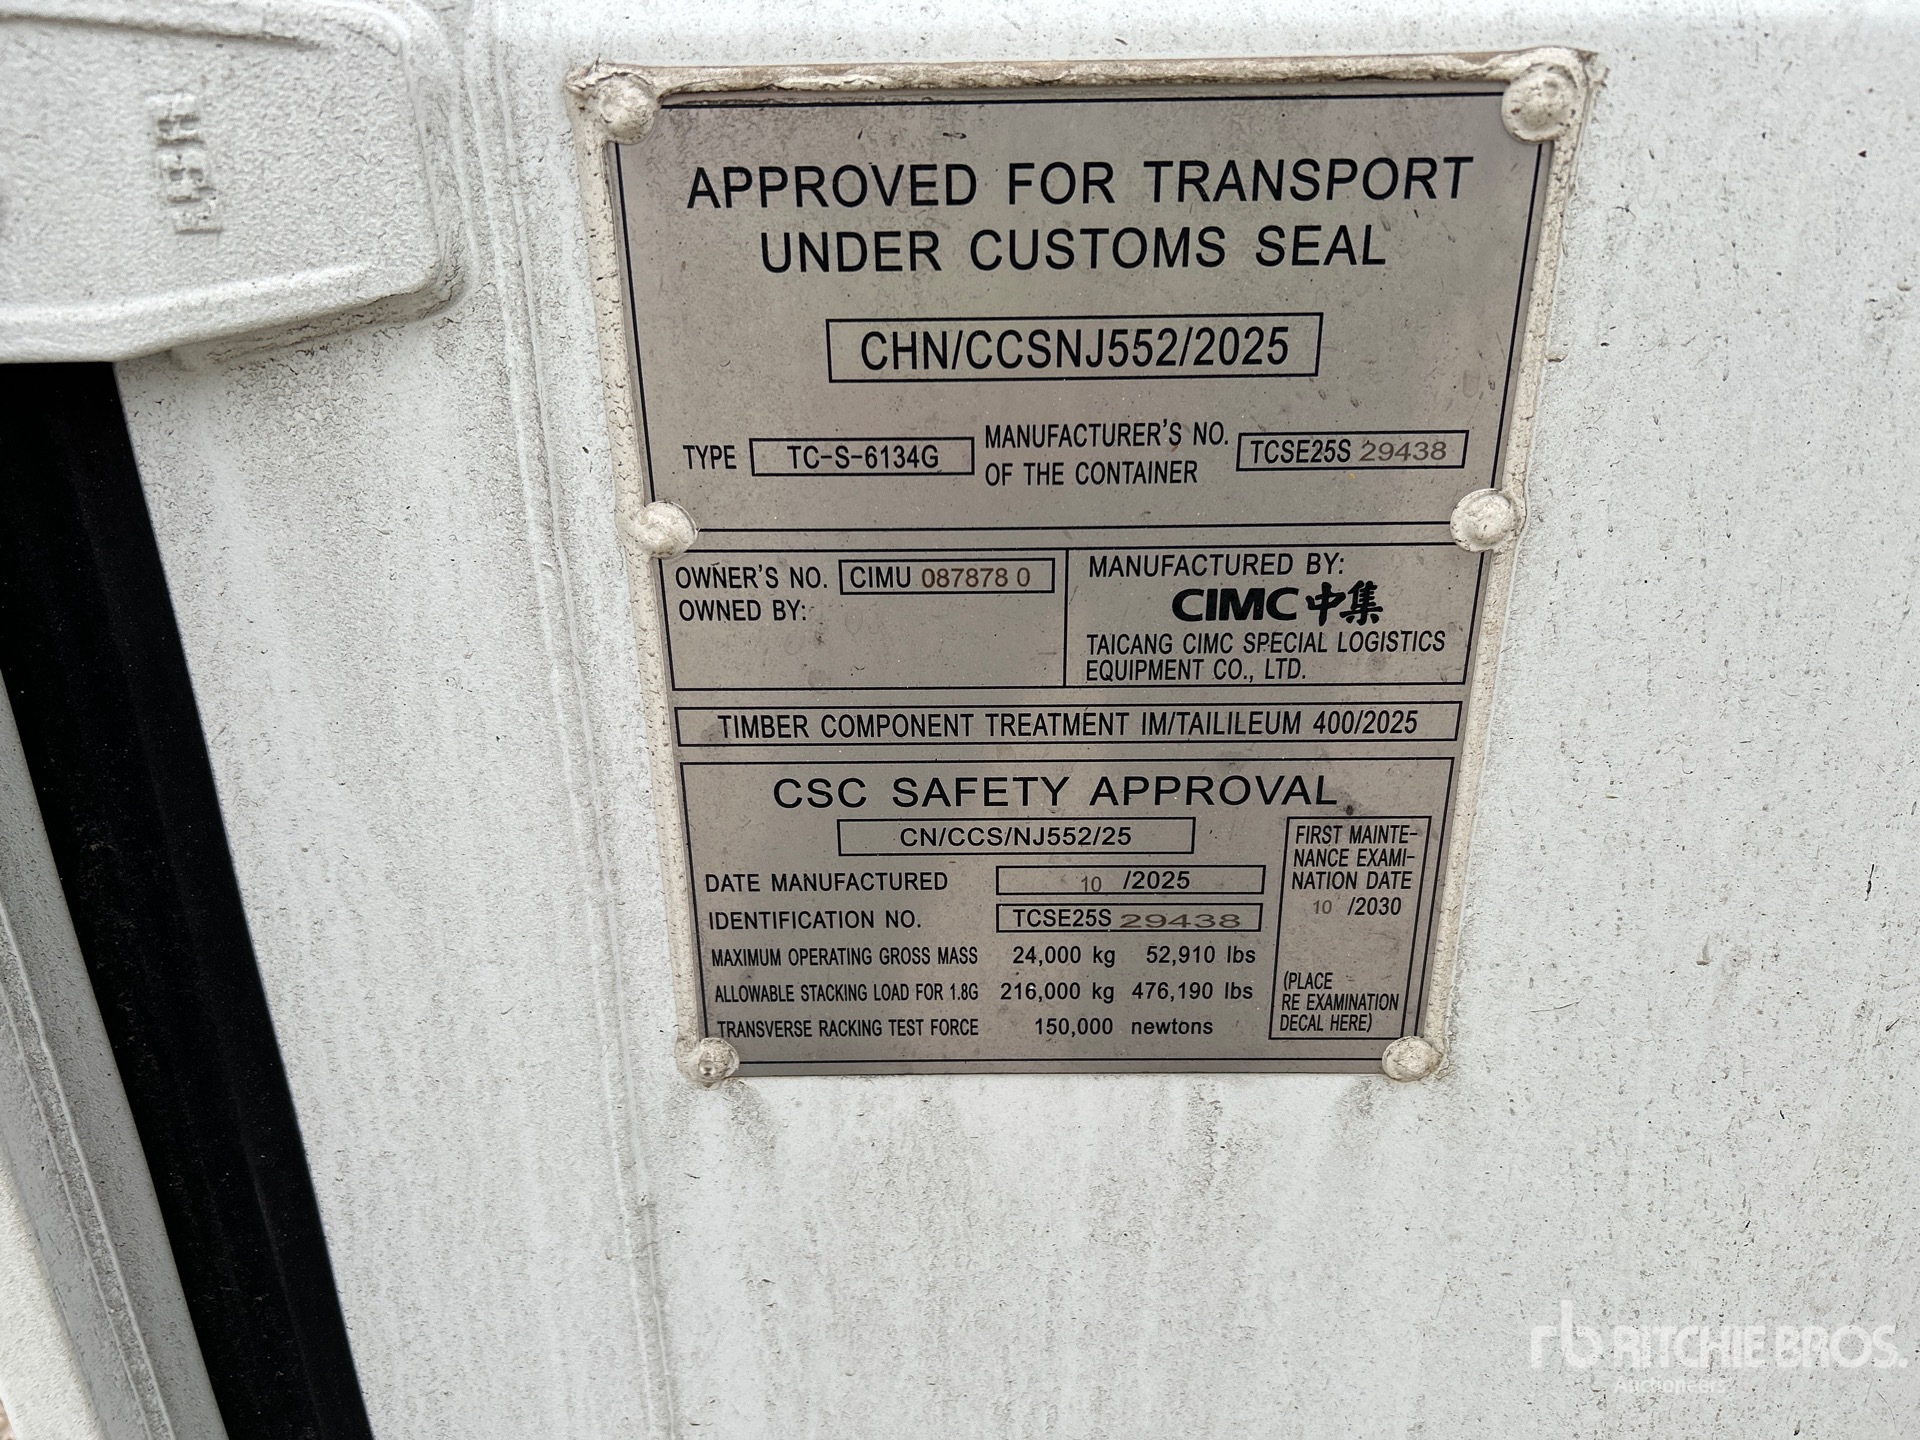 APPROVED FOR TRANSPORT
UNDER CUSTOMS SEAL
CHN/CCSNJ552/2025
TYPE TC-S-6134G MANUFACTURER'S NO. OF THE CONTAINER TCSE25S 29438
OWNER'S NO. CIMU 087878 0
OWNED BY:
MANUFACTURED BY:
CIMC 中集
TAICANG CIMC SPECIAL LOGISTICS
EQUIPMENT CO., LTD.
TIMBER COMPONENT TREATMENT IM/TAILILEUM 400/2025
CSC SAFETY APPROVAL
CN/CCS/NJ552/25
DATE MANUFACTURED 10 /2025
IDENTIFICATION NO. TCSE25S 29438
MAXIMUM OPERATING GROSS MASS 24,000 kg 52,910 lbs
ALLOWABLE STACKING LOAD FOR 1.8G 216,000 kg 476,190 lbs
TRANSVERSE RACKING TEST FORCE 150,000 newtons
FIRST MAINTE-
NANCE EXAMI-
NATION DATE
10 /2030
(PLACE
RE EXAMINATION
DECAL HERE)
rb RITCHIE BROS.
Auctioneers